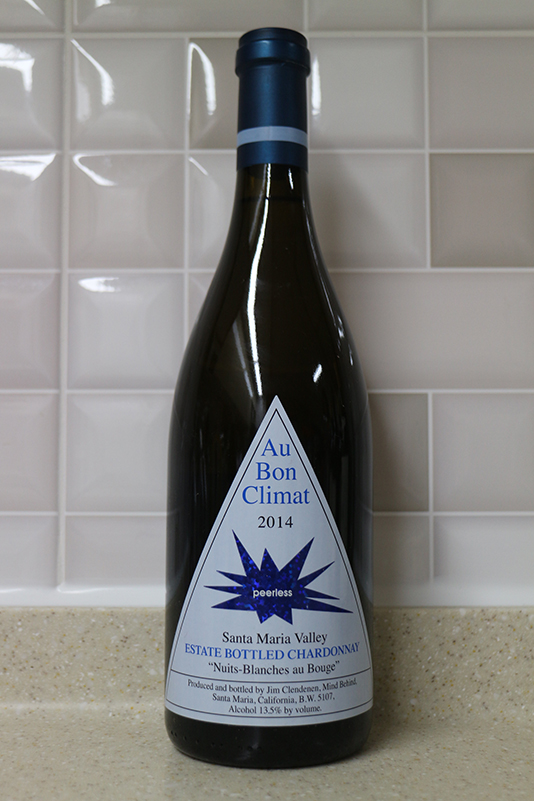 Au
Bon
Climat
2014
peerless
Santa Maria Valley
ESTATE BOTTLED CHARDONNAY
“Nuits-Blanches au Bouge”
Produced and bottled by Jim Clendenen, Mind Behind,
Santa Maria, California, B.W. 5107,
Alcohol 13.5% by volume.